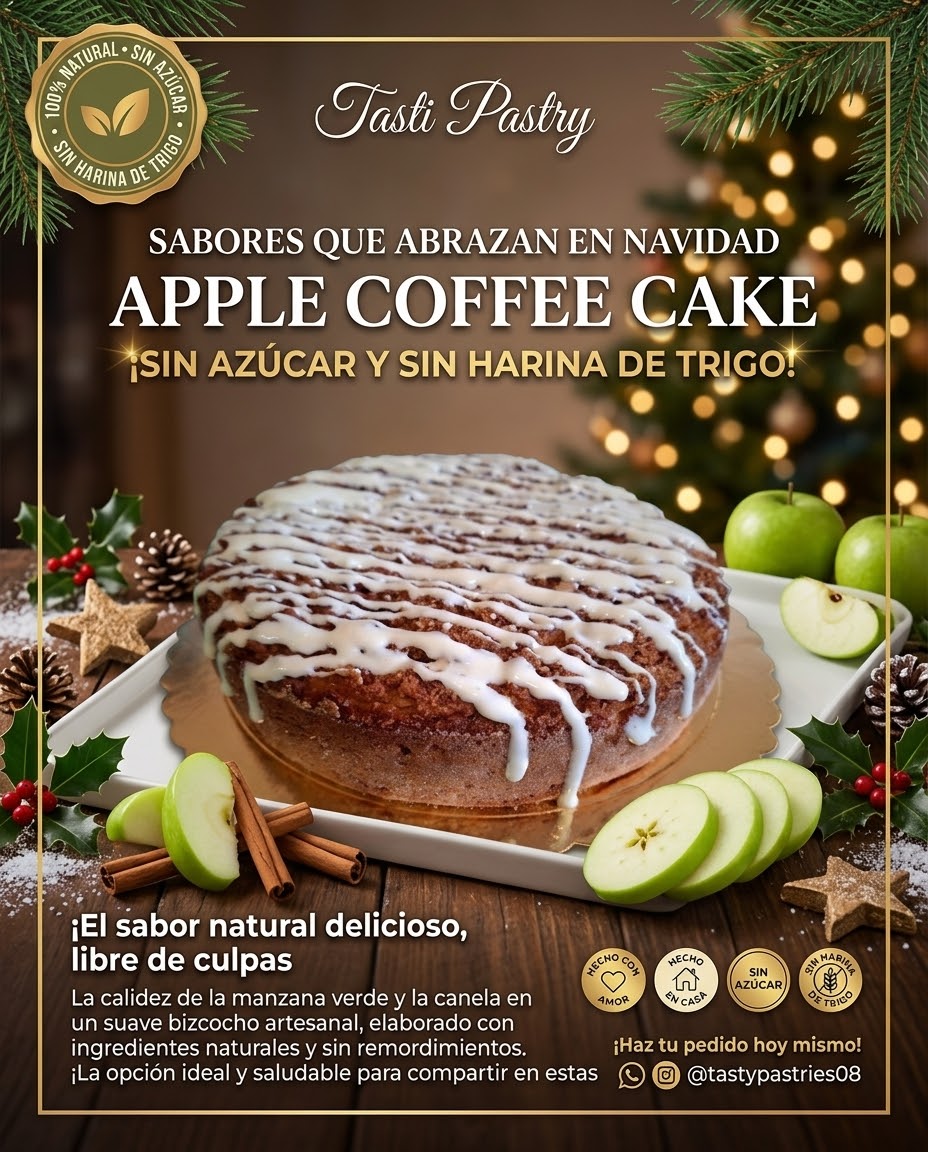 100% NATURAL • SIN AZÚCAR •
• SIN HARINA DE TRIGO
Tasti Pastry
SABORES QUE ABRAZAN EN NAVIDAD
APPLE COFFEE CAKE
¡SIN AZÚCAR Y SIN HARINA DE TRIGO!
¡El sabor natural delicioso,
libre de culpas
La calidez de la manzana verde y la canela en
un suave bizcocho artesanal, elaborado con
ingredientes naturales y sin remordimientos.
¡La opción ideal y saludable para compartir en estas
HECHO CON
AMOR
HECHO
EN CASA
SIN
AZÚCAR
SIN HARINA
DE TRIGO
¡Haz tu pedido hoy mismo!
@tastypastries08